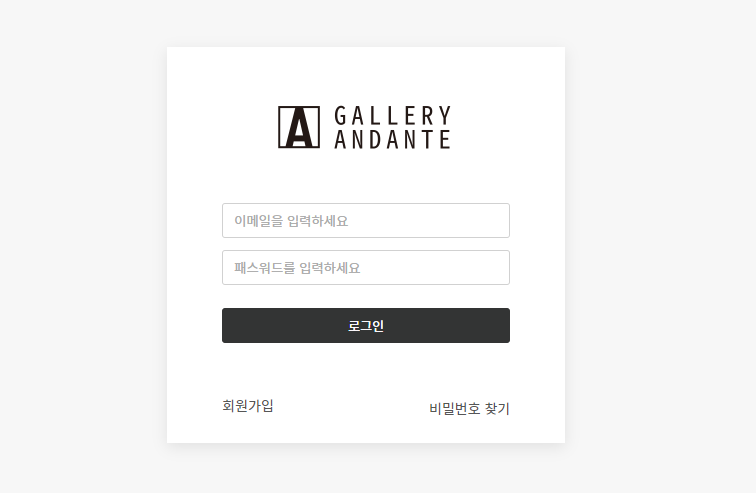 A GALLERY
ANDANTE
이메일을 입력하세요
패스워드를 입력하세요
로그인
회원가입 비밀번호 찾기